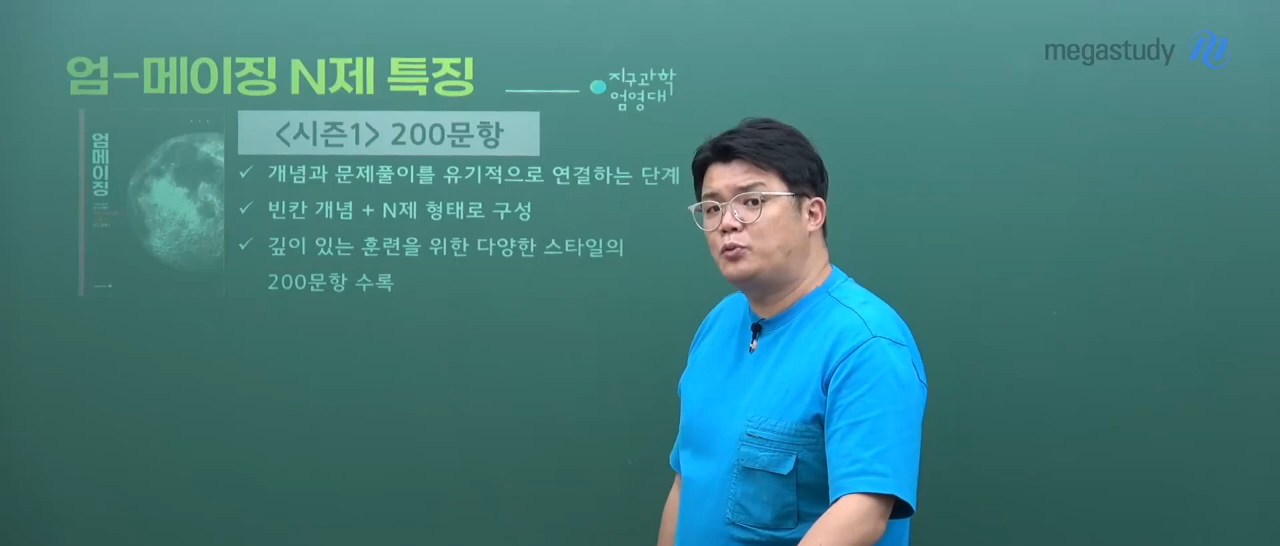 megastudy
엄-메이징 N제 특징
지구과학
엄영대
엄메이징
<시즌1> 200문항
✓ 개념과 문제풀이를 유기적으로 연결하는 단계
✓ 빈칸 개념 + N제 형태로 구성
✓ 깊이 있는 훈련을 위한 다양한 스타일의
200문항 수록